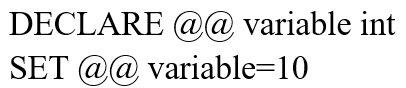 DECLARE @@ variable int
SET @@ variable=10